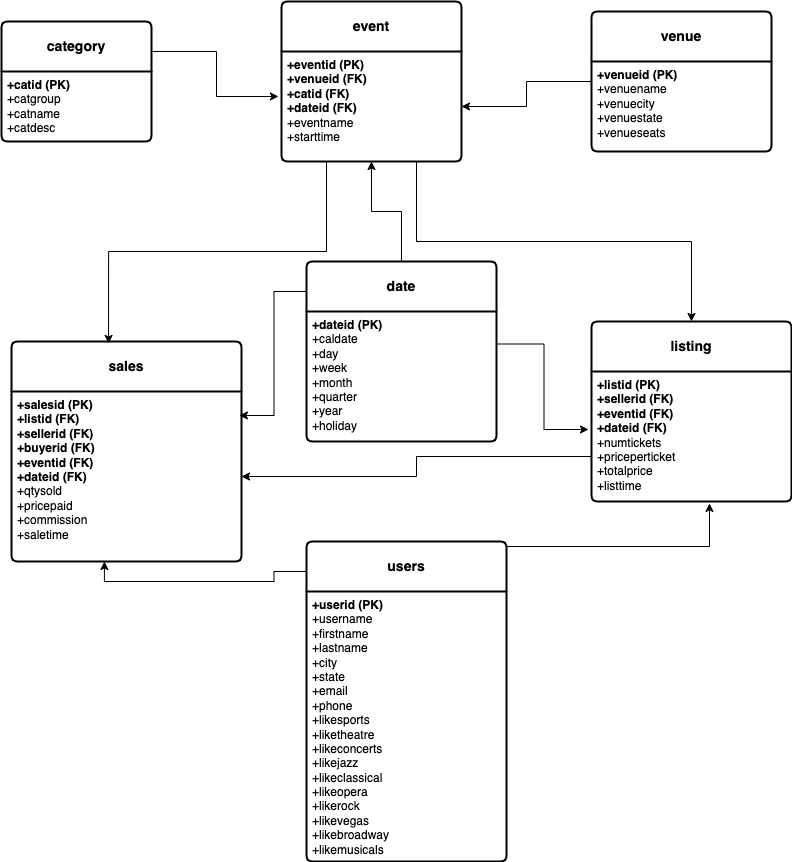 category
+catid (PK)
+catgroup
+catname
+catdesc
event
+eventid (PK)
+venueid (FK)
+catid (FK)
+dateid (FK)
+eventname
+starttime
venue
+venueid (PK)
+venuename
+venuecity
+venuestate
+venueseats
date
+dateid (PK)
+caldate
+day
+week
+month
+quarter
+year
+holiday
sales
+salesid (PK)
+listid (FK)
+sellerid (FK)
+buyerid (FK)
+eventid (FK)
+dateid (FK)
+qtysold
+pricepaid
+commission
+saletime
listing
+listid (PK)
+sellerid (FK)
+eventid (FK)
+dateid (FK)
+numtickets
+priceperticket
+totalprice
+listtime
users
+userid (PK)
+username
+firstname
+lastname
+city
+state
+email
+phone
+likesports
+liketheatre
+likeconcerts
+likejazz
+likeclassical
+likeopera
+likerock
+likevegas
+likebroadway
+likemusicals